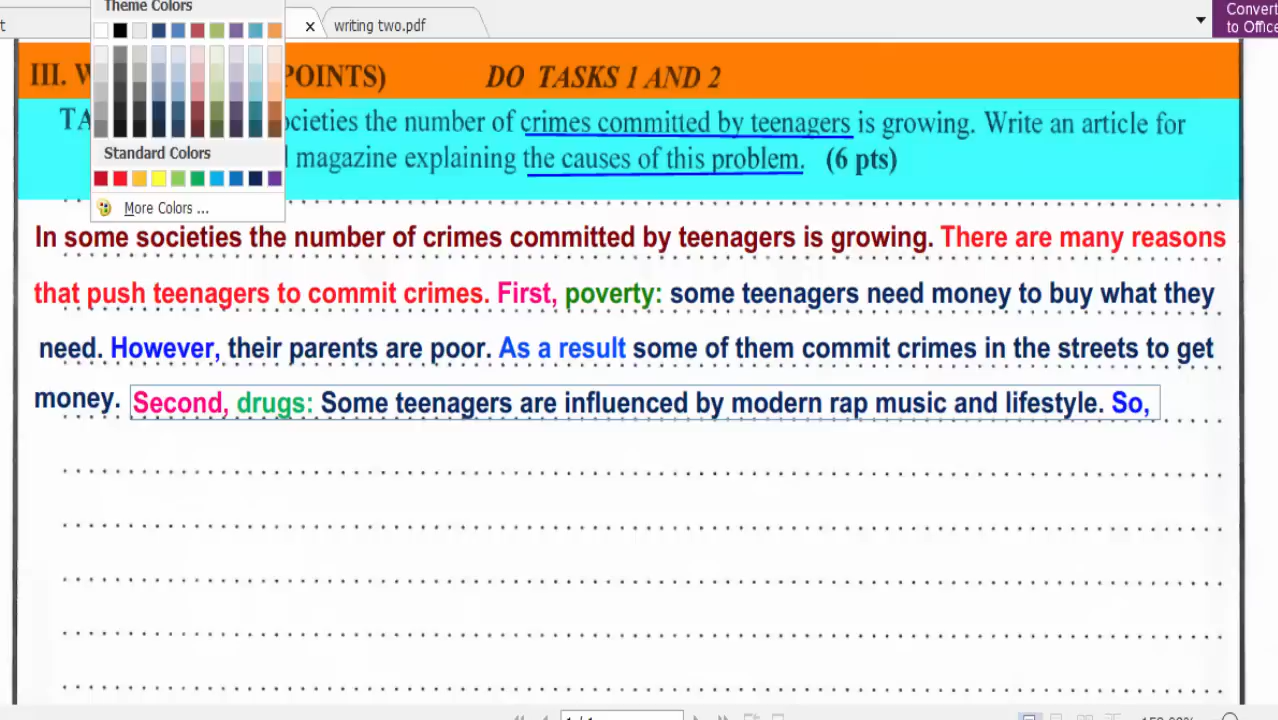 Theme Colors
t
x
writing two.pdf
Convert
to Office
III. W POINTS) DO TASKS 1 AND 2
TA cieties the number of crimes committed by teenagers is growing. Write an article for
l magazine explaining the causes of this problem. (6 pts)
Standard Colors
More Colors ...
In some societies the number of crimes committed by teenagers is growing. There are many reasons
that push teenagers to commit crimes. First, poverty: some teenagers need money to buy what they
need. However, their parents are poor. As a result some of them commit crimes in the streets to get
money. Second, drugs: Some teenagers are influenced by modern rap music and lifestyle. So,